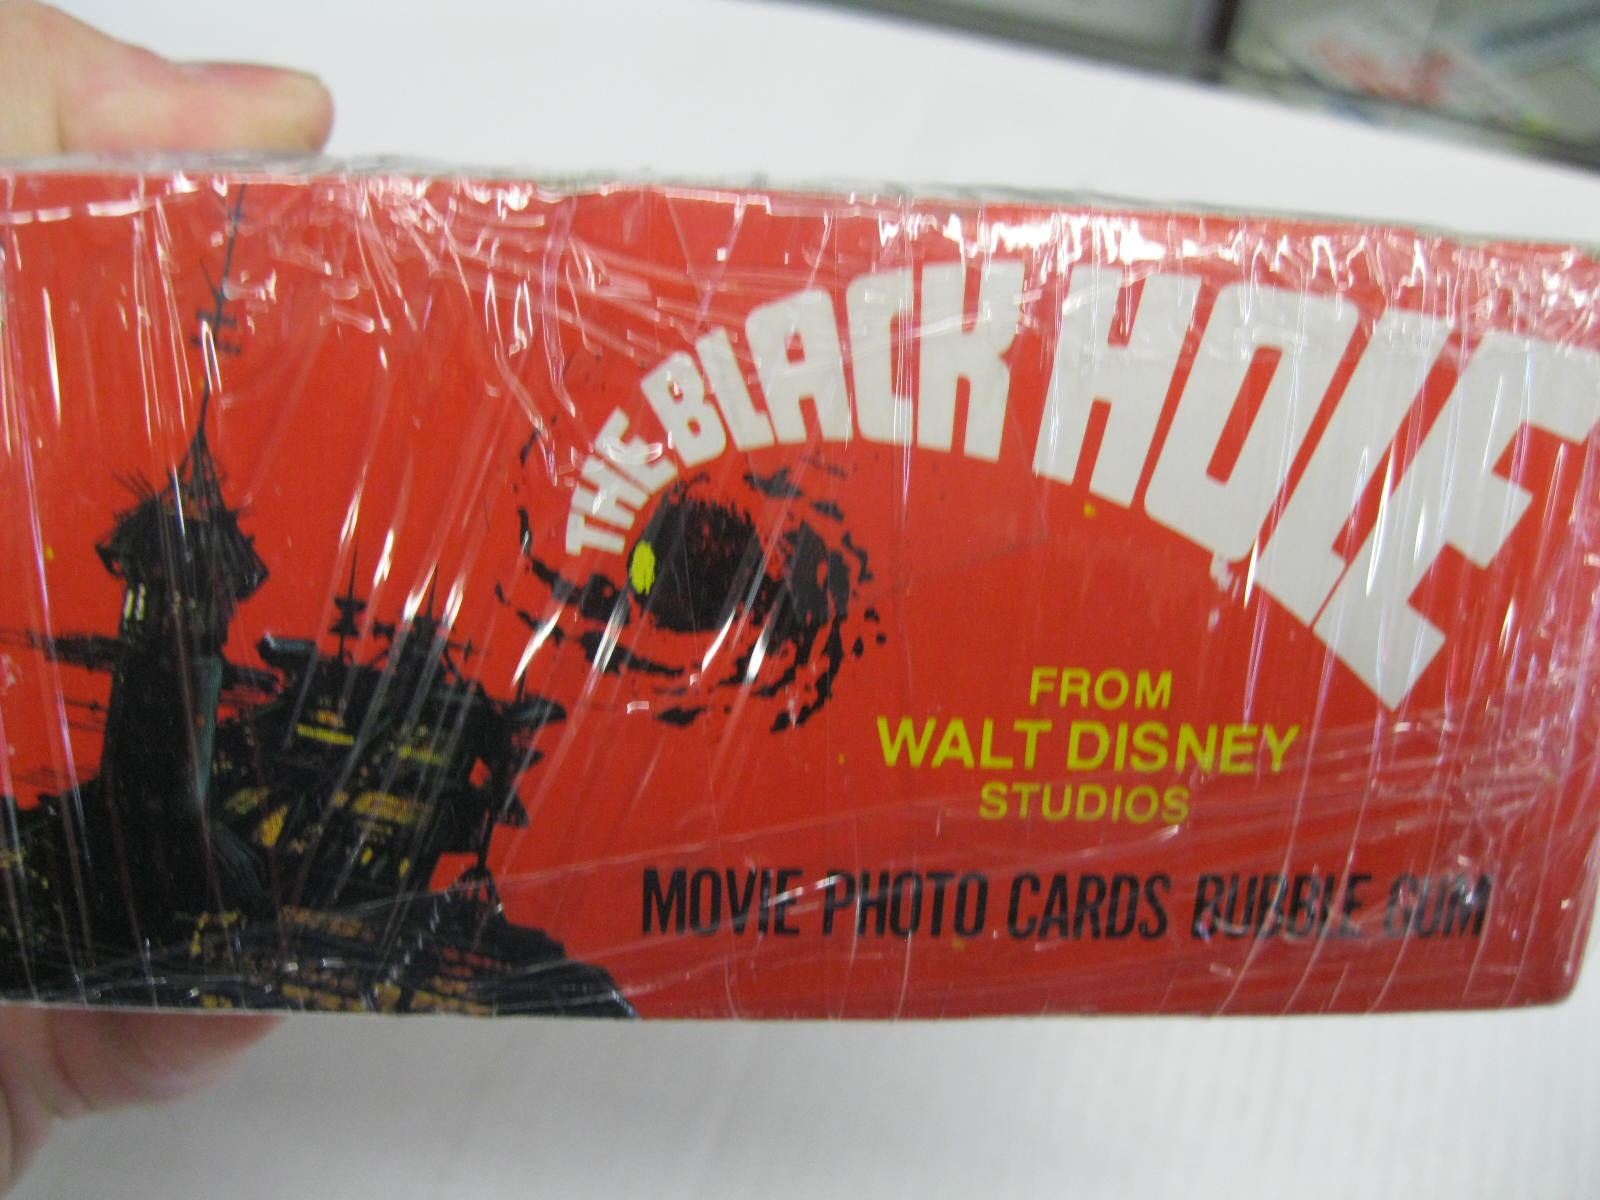 THE BLACK HOLE
FROM
WALT DISNEY
STUDIOS
MOVIE PHOTO CARDS BUBBLE GUM